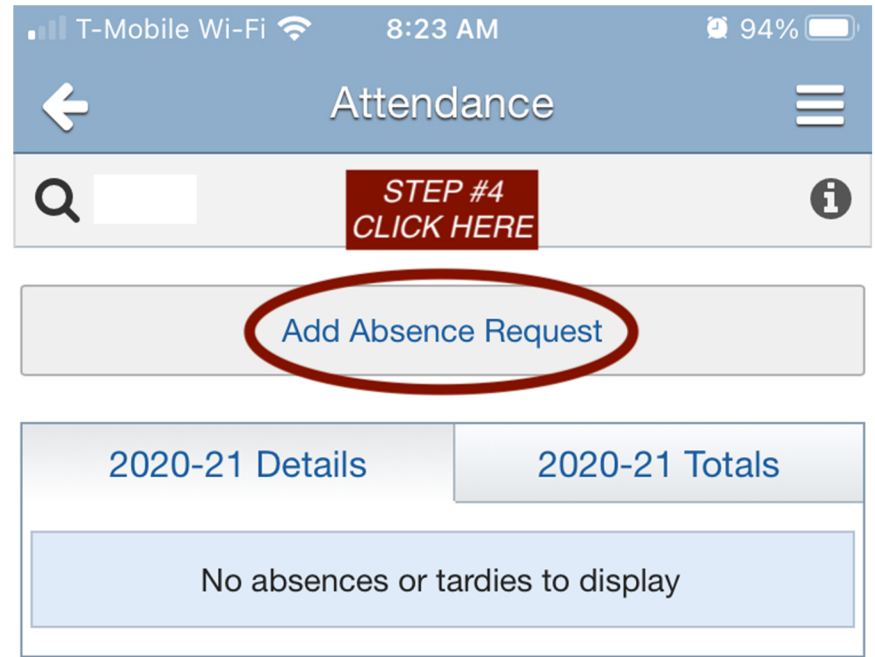 T-Mobile Wi-Fi 8:23 AM 94%
Attendance
STEP #4
CLICK HERE
Add Absence Request
2020-21 Details 2020-21 Totals
No absences or tardies to display